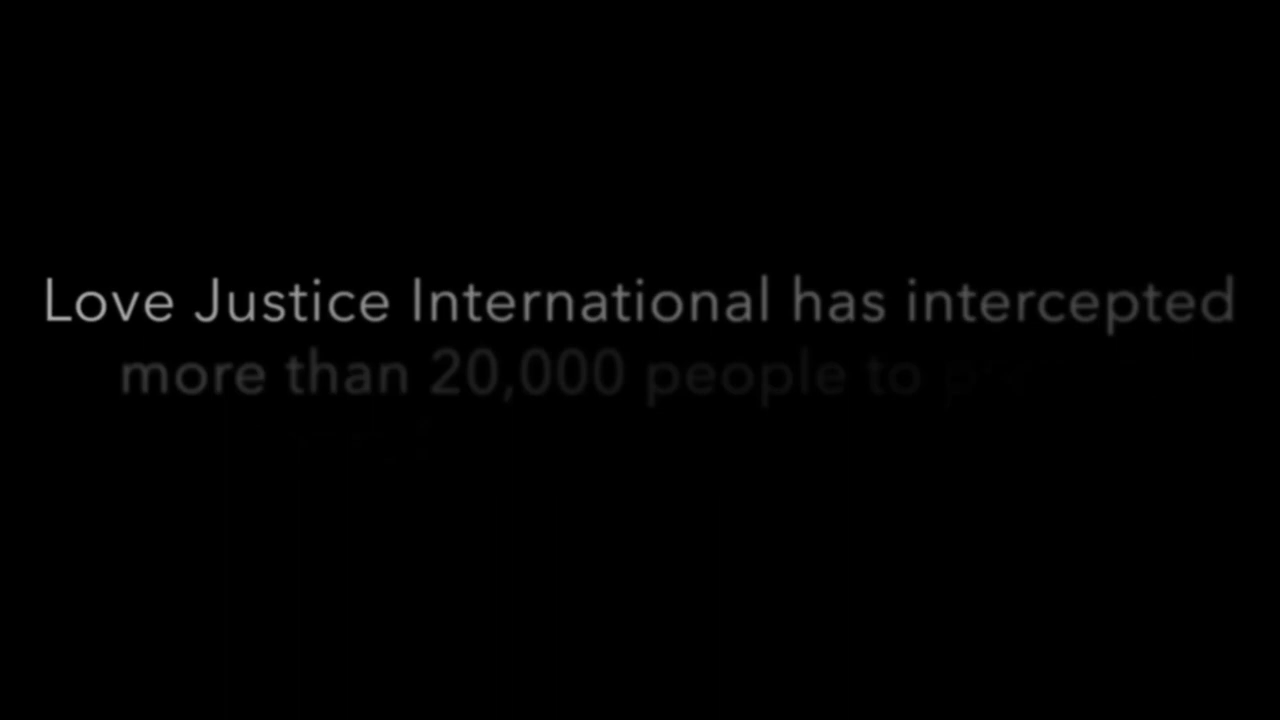 Love Justice International has intercepted
more than 20,000 people to